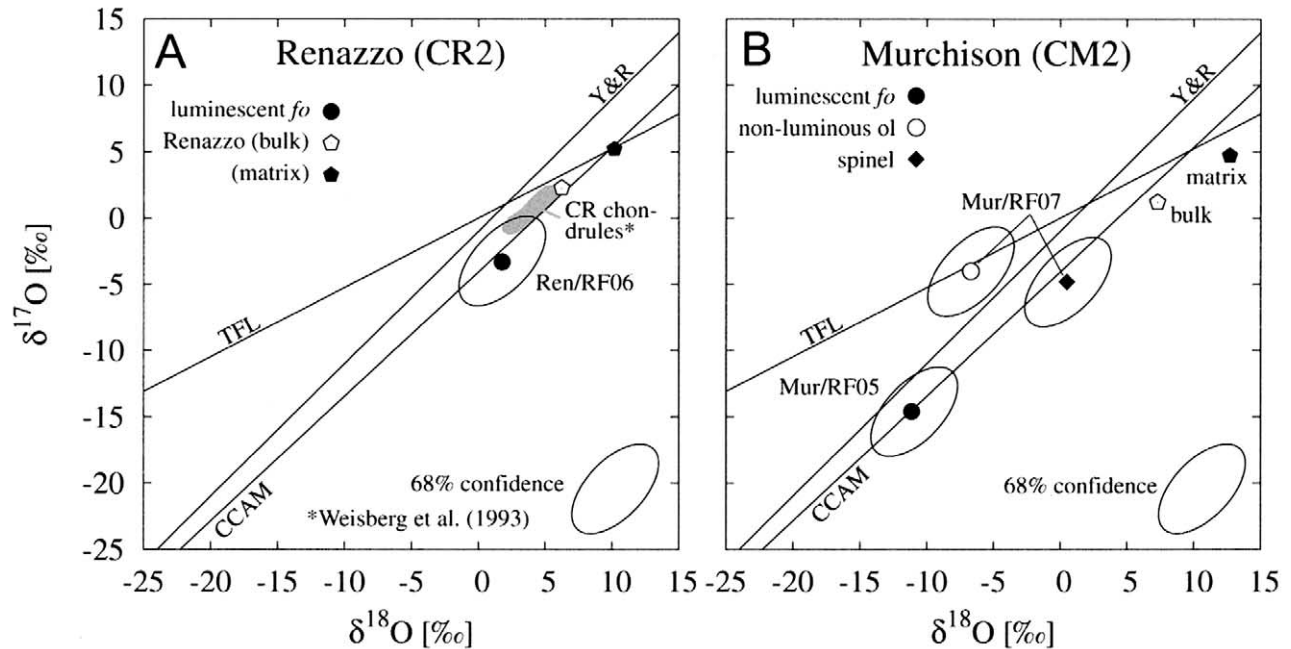 A
Renazzo (CR2)
luminescent fo
Renazzo (bulk)
(matrix)
Y&R
CR chon-
drules*
Ren/RF06
TFL
CCAM
68% confidence
*Weisberg et al. (1993)
15
10
5
0
-5
-10
-15
-20
-25
δ¹⁷O [‰]
-25 -20 -15 -10 -5 0 5 10 15
δ¹⁸O [‰]
B
Murchison (CM2)
luminescent fo
non-luminous ol
spinel
Y&R
matrix
bulk
Mur/RF07
TFL
Mur/RF05
CCAM
68% confidence
-25 -20 -15 -10 -5 0 5 10 15
δ¹⁸O [‰]